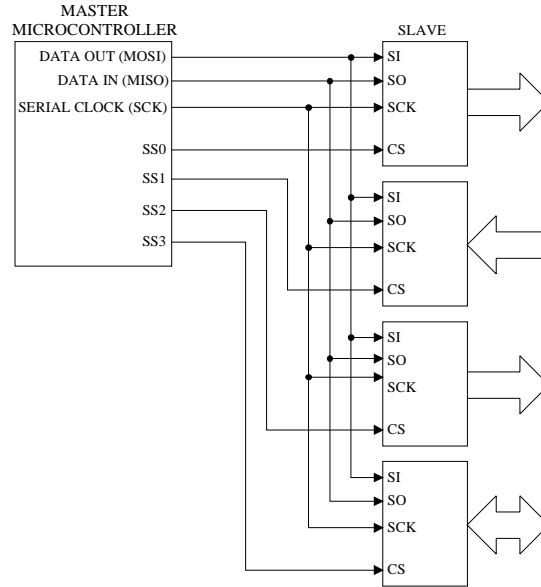 MASTER
MICROCONTROLLER
DATA OUT (MOSI)
DATA IN (MISO)
SERIAL CLOCK (SCK)
SS0
SS1
SS2
SS3
SLAVE
SI
SO
SCK
CS
SI
SO
SCK
CS
SI
SO
SCK
CS
SI
SO
SCK
CS